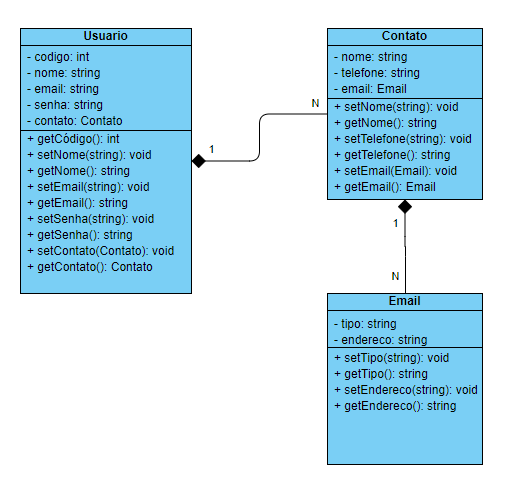 Usuario
- codigo: int
- nome: string
- email: string
- senha: string
- contato: Contato
+ getCódigo(): int
+ setNome(string): void
+ getNome(): string
+ setEmail(string): void
+ getEmail(): string
+ setSenha(string): void
+ getSenha(): string
+ setContato(Contato): void
+ getContato(): Contato
1
N
Contato
- nome: string
- telefone: string
- email: Email
+ setNome(string): void
+ getNome(): string
+ setTelefone(string): void
+ getTelefone(): string
+ setEmail(Email): void
+ getEmail(): Email
1
N
Email
- tipo: string
- endereco: string
+ setTipo(string): void
+ getTipo(): string
+ setEndereco(string): void
+ getEndereco(): string